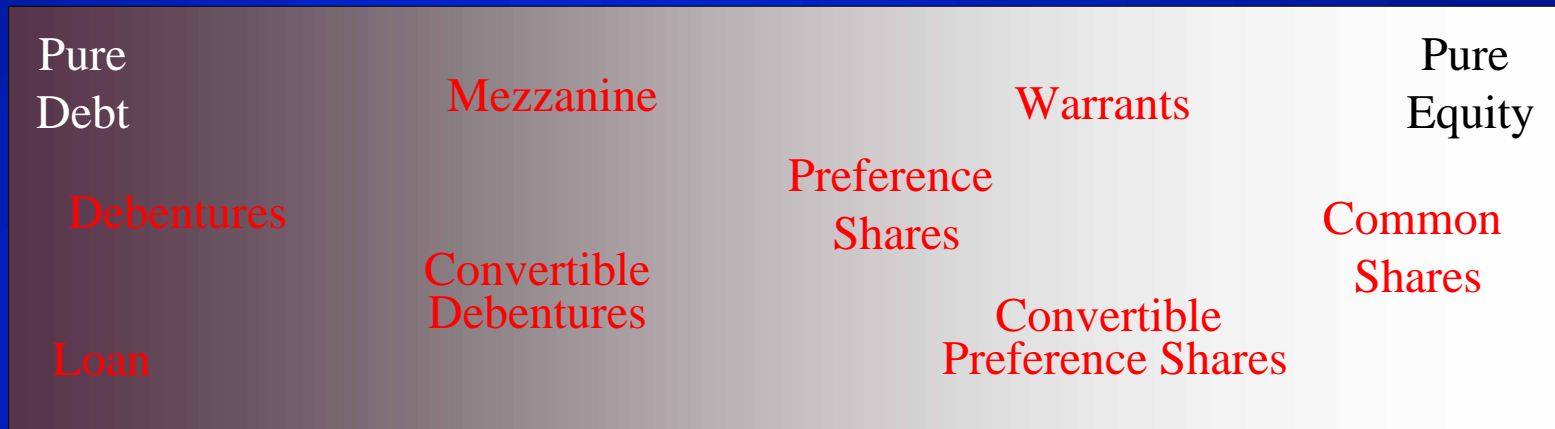 Pure
Debt
Mezzanine
Warrants
Pure
Equity
Debentures
Preference
Shares
Common
Shares
Convertible
Debentures
Convertible
Preference Shares
Loan